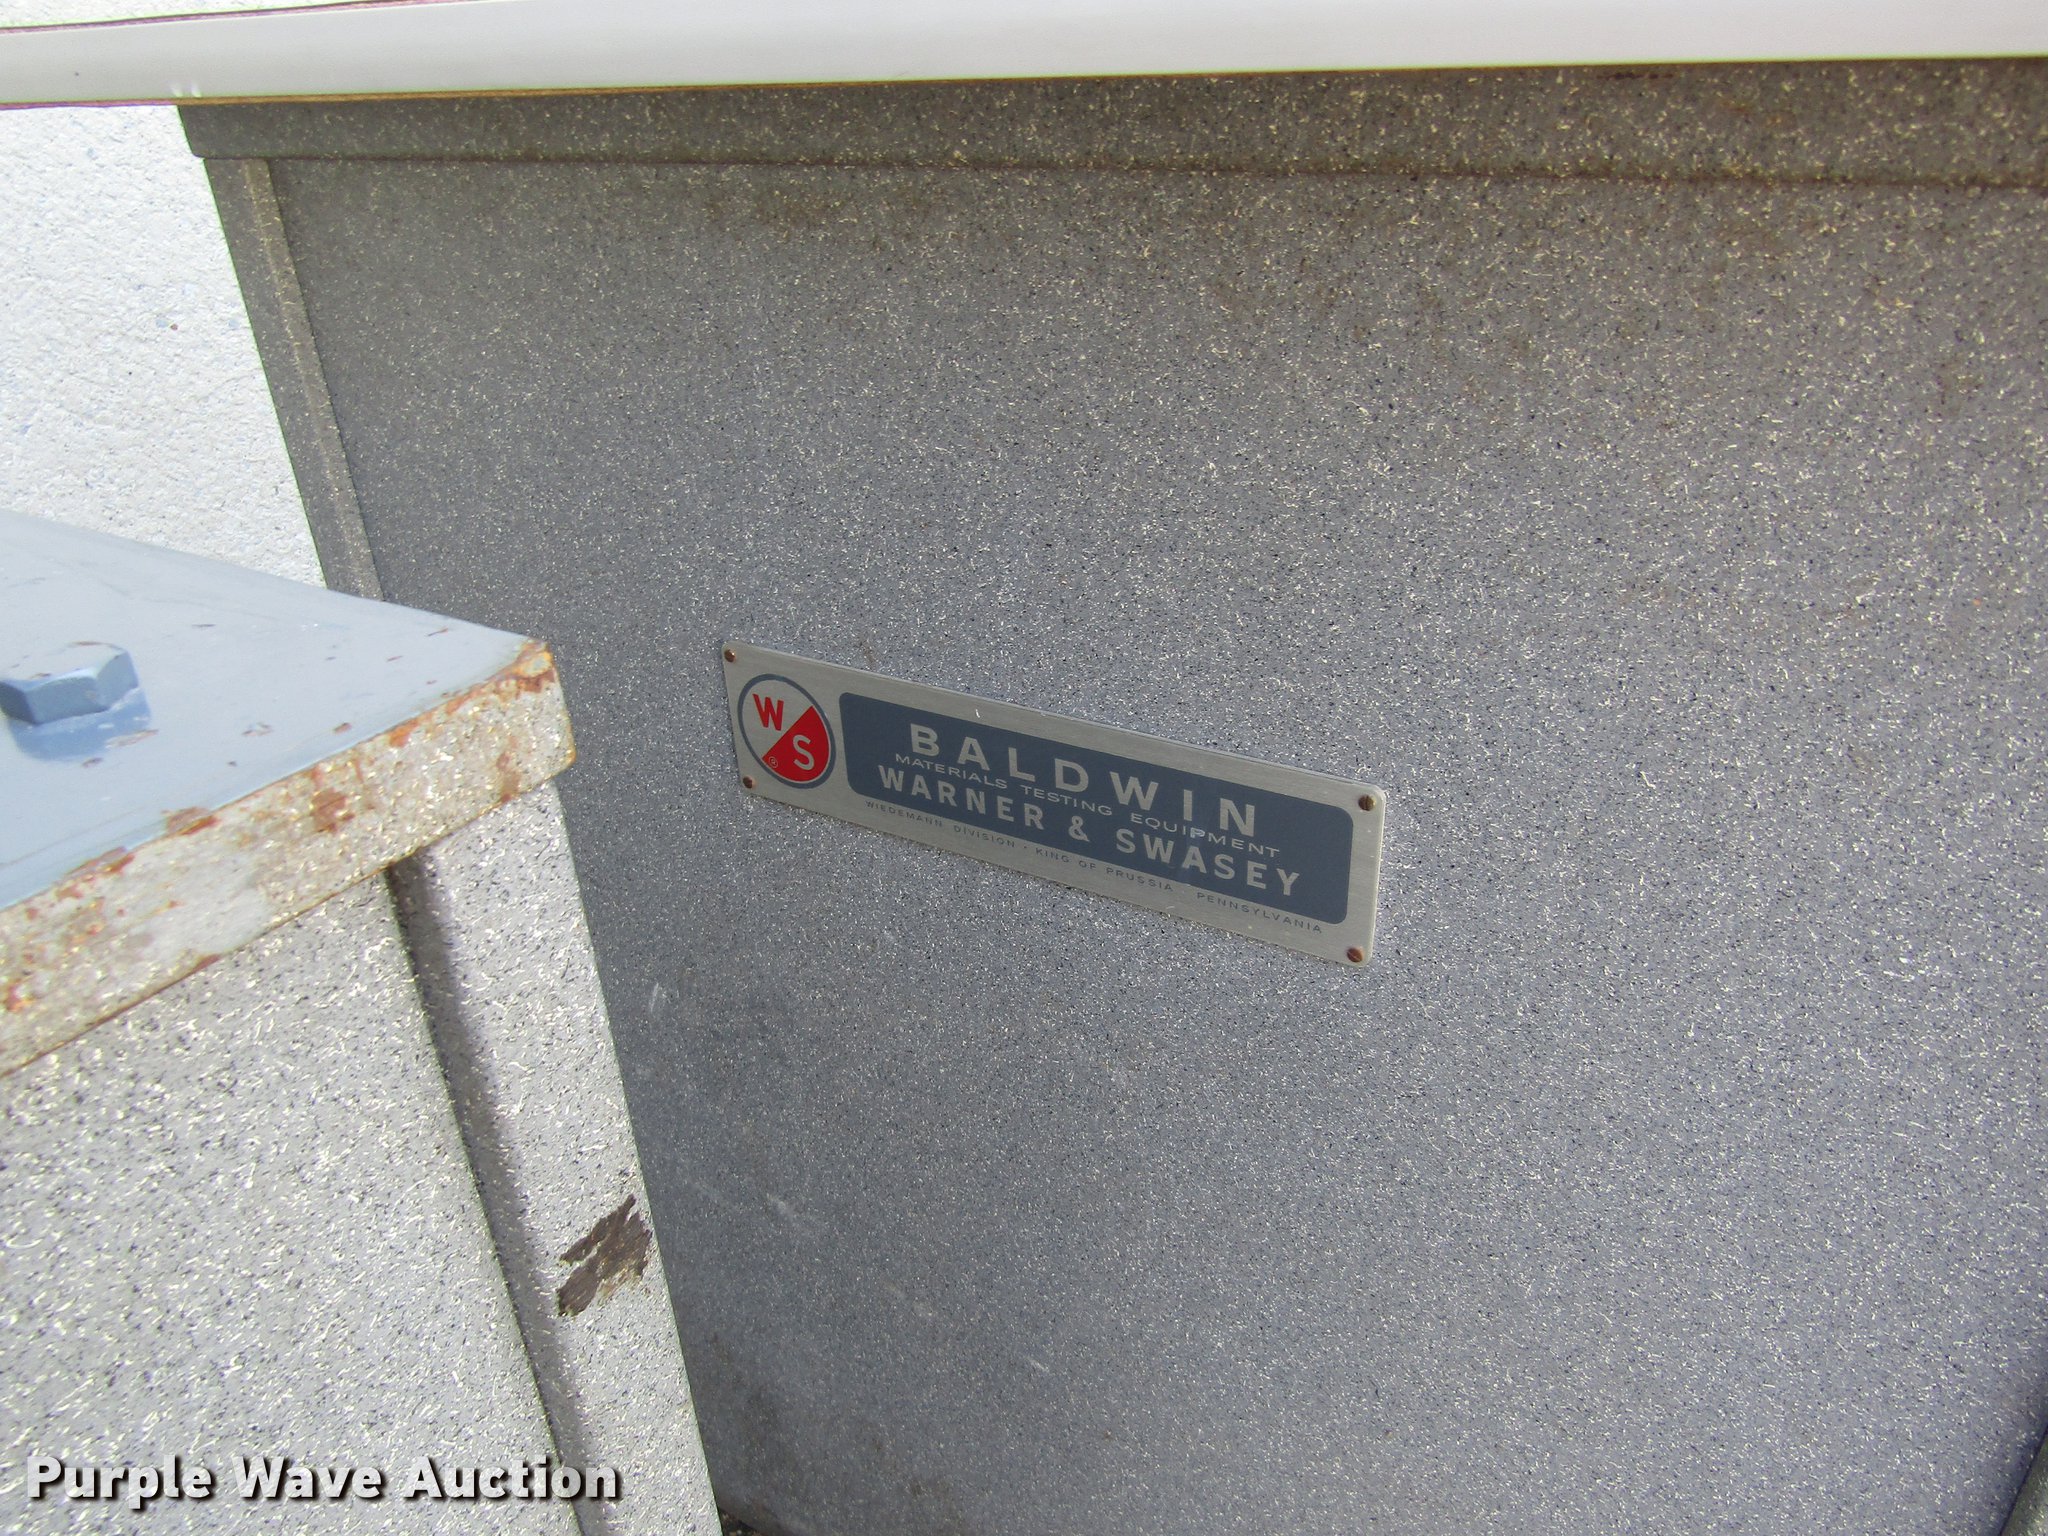 W
S
®
BALDWIN
MATERIALS TESTING EQUIPMENT
WARNER & SWASEY
WIEDEMANN DIVISION • KING OF PRUSSIA PENNSYLVANIA
Purple Wave Auction